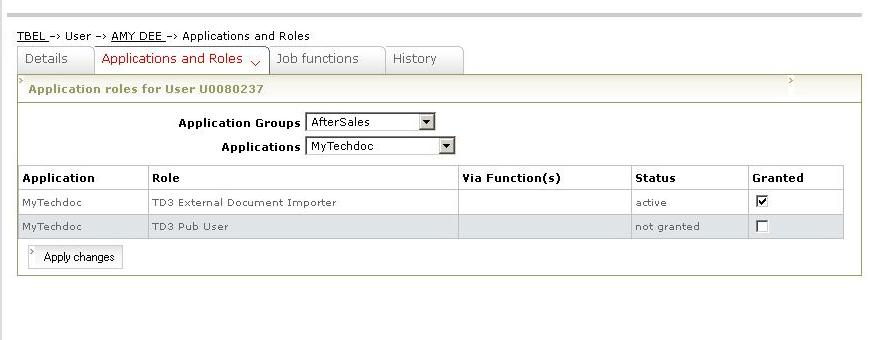 TBEL -> User -> AMY DEE -> Applications and Roles
Details Applications and Roles Job functions History
Application roles for User U0080237
Application Groups AfterSales
Applications MyTechdoc
Application Role Via Function(s) Status Granted
MyTechdoc TD3 External Document Importer active
MyTechdoc TD3 Pub User not granted
Apply changes